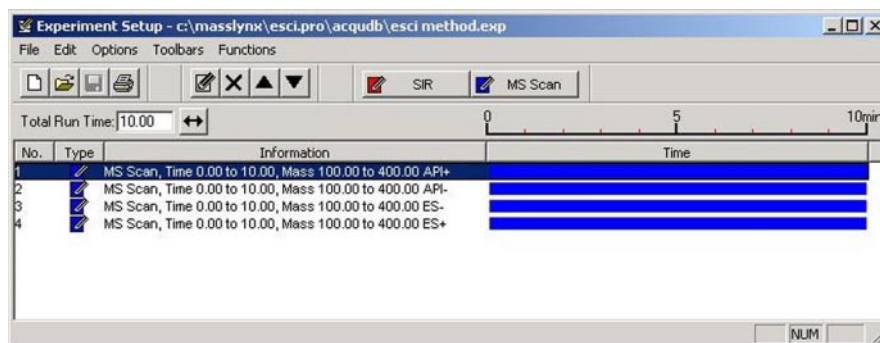 Experiment Setup - c:\masslynx\esci.pro\acqudb\esci method.exp
File Edit Options Toolbars Functions
SIR MS Scan
Total Run Time: 10.00 0 5 10min
No. Type Information Time
1 MS Scan, Time 0.00 to 10.00, Mass 100.00 to 400.00 API+
2 MS Scan, Time 0.00 to 10.00, Mass 100.00 to 400.00 API-
3 MS Scan, Time 0.00 to 10.00, Mass 100.00 to 400.00 ES-
4 MS Scan, Time 0.00 to 10.00, Mass 100.00 to 400.00 ES+
NUM